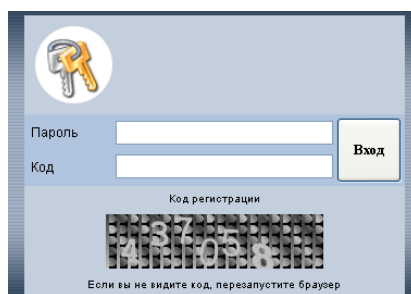 Пароль
Вход
Код
Код регистрации
437058
Если вы не видите код, перезапустите браузер